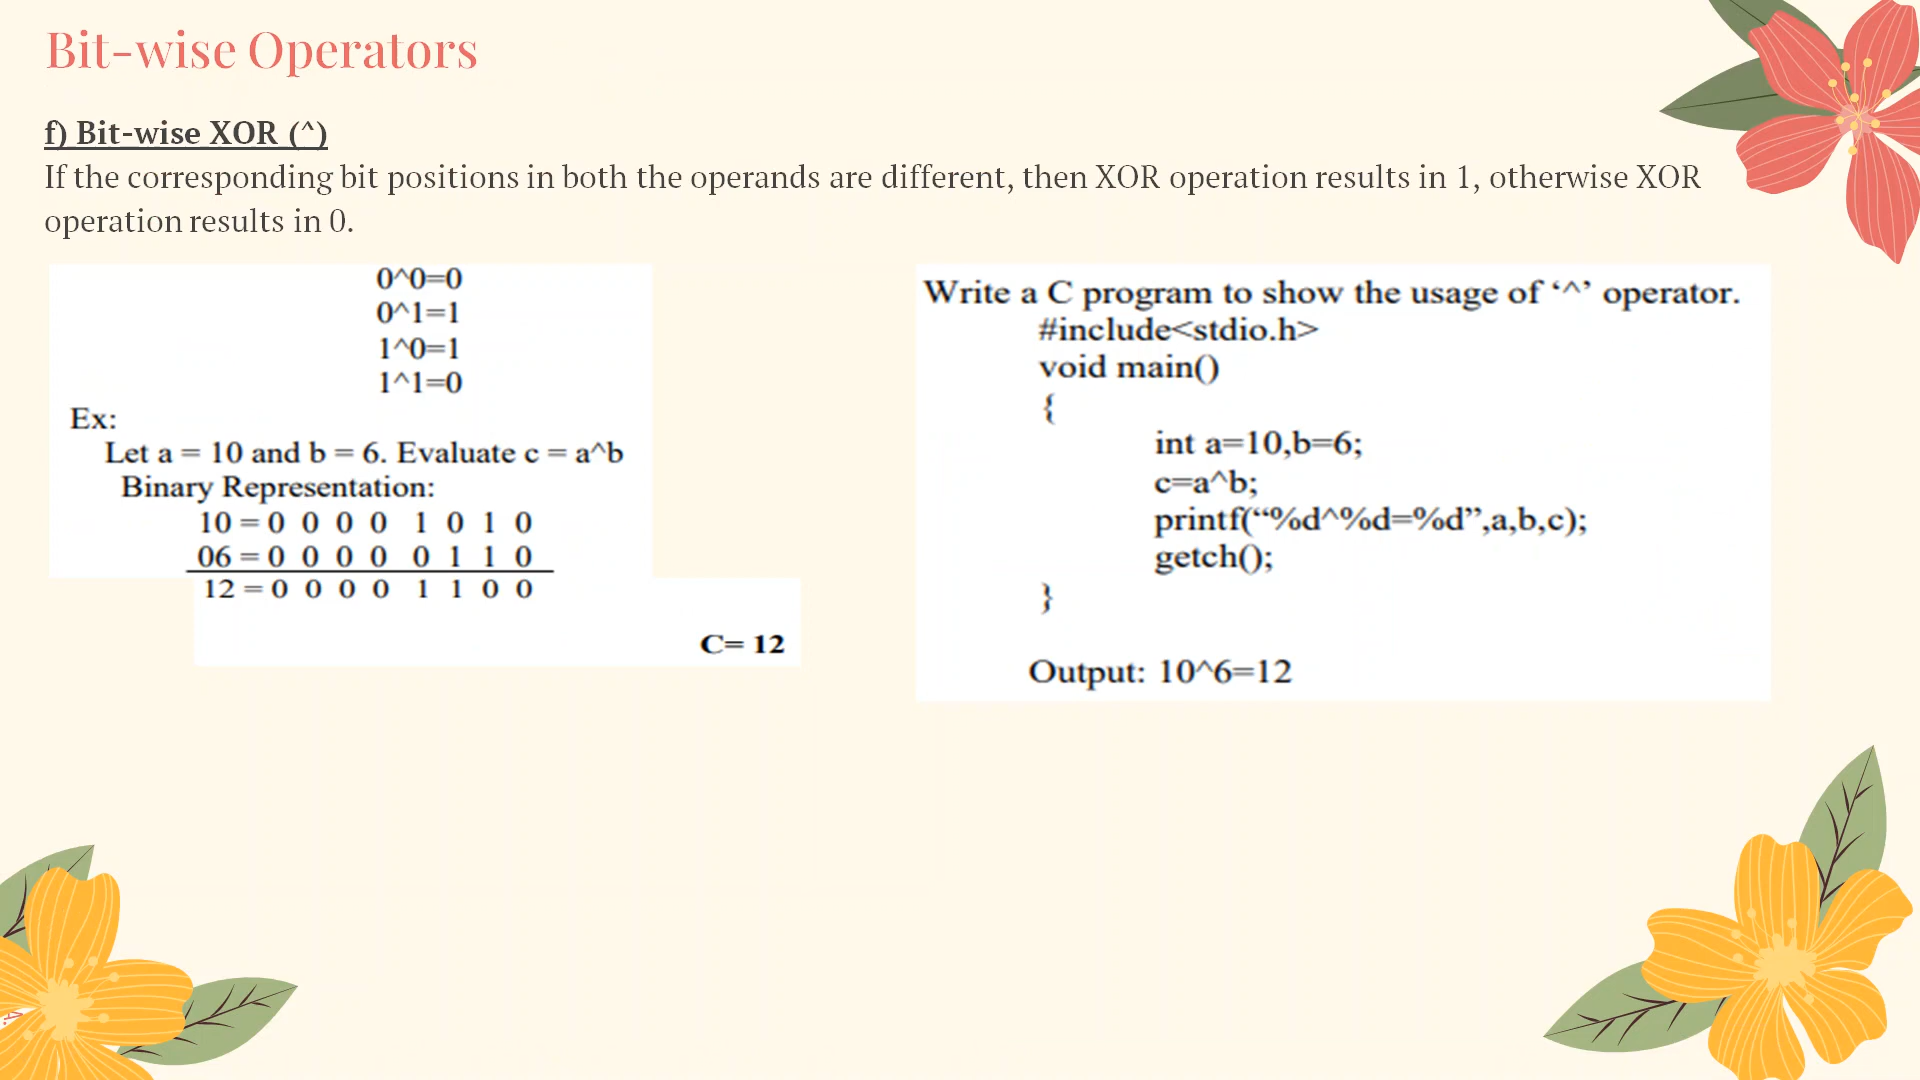 Bit-wise Operators
f) Bit-wise XOR (^)
If the corresponding bit positions in both the operands are different, then XOR operation results in 1, otherwise XOR
operation results in 0.
0^0=0
0^1=1
1^0=1
1^1=0
Ex:
Let a = 10 and b = 6. Evaluate c = a^b
Binary Representation:
10 = 0 0 0 0 1 0 1 0
06 = 0 0 0 0 0 1 1 0
12 = 0 0 0 0 1 1 0 0
C= 12
Write a C program to show the usage of ‘^’ operator.
#include<stdio.h>
void main()
{
int a=10,b=6;
c=a^b;
printf(“%d^%d=%d”,a,b,c);
getch();
}
Output: 10^6=12